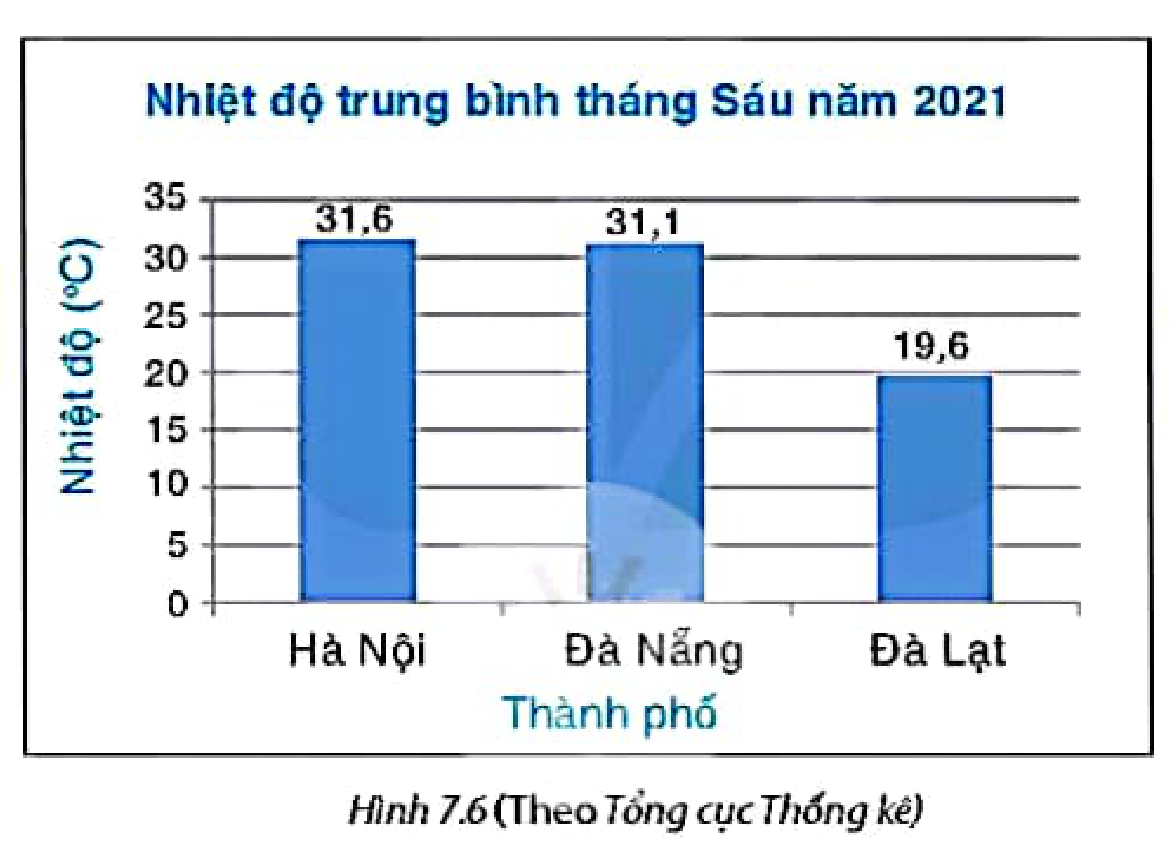 Nhiệt độ trung bình tháng Sáu năm 2021
Nhiệt độ (°C)
35
30
25
20
15
10
5
0
31,6
31,1
19,6
Hà Nội
Đà Nẵng
Đà Lạt
Thành phố
Hình 7.6 (Theo Tổng cục Thống kê)